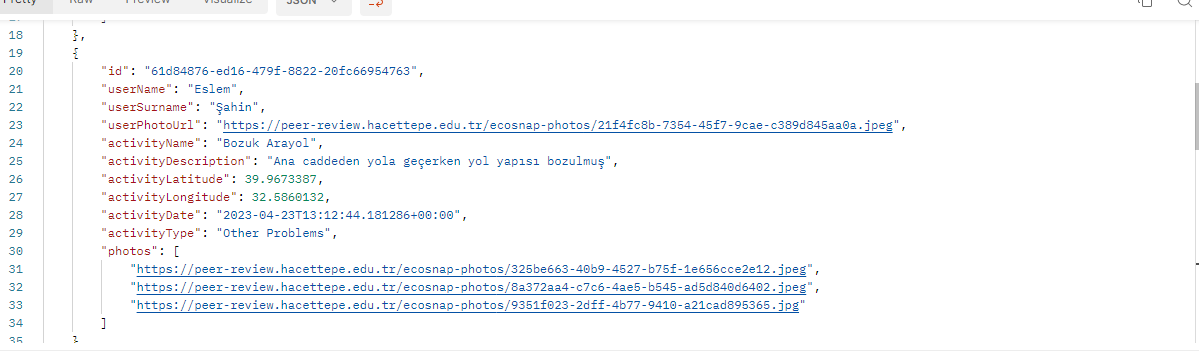 Pretty Raw Preview Visualize JSON
17 ]
18 },
19 {
20 "id": "61d84876-ed16-479f-8822-20fc66954763",
21 "userName": "Eslem",
22 "userSurname": "Şahin",
23 "userPhotoUrl": "https://peer-review.hacettepe.edu.tr/ecosnap-photos/21f4fc8b-7354-45f7-9cae-c389d845aa0a.jpeg",
24 "activityName": "Bozuk Arayol",
25 "activityDescription": "Ana caddeden yola geçerken yol yapısı bozulmuş",
26 "activityLatitude": 39.9673387,
27 "activityLongitude": 32.5860132,
28 "activityDate": "2023-04-23T13:12:44.181286+00:00",
29 "activityType": "Other Problems",
30 "photos": [
31 "https://peer-review.hacettepe.edu.tr/ecosnap-photos/325be663-40b9-4527-b75f-1e656cce2e12.jpeg",
32 "https://peer-review.hacettepe.edu.tr/ecosnap-photos/8a372aa4-c7c6-4ae5-b545-ad5d840d6402.jpeg",
33 "https://peer-review.hacettepe.edu.tr/ecosnap-photos/9351f023-2dff-4b77-9410-a21cad895365.jpg"
34 ]
35 }